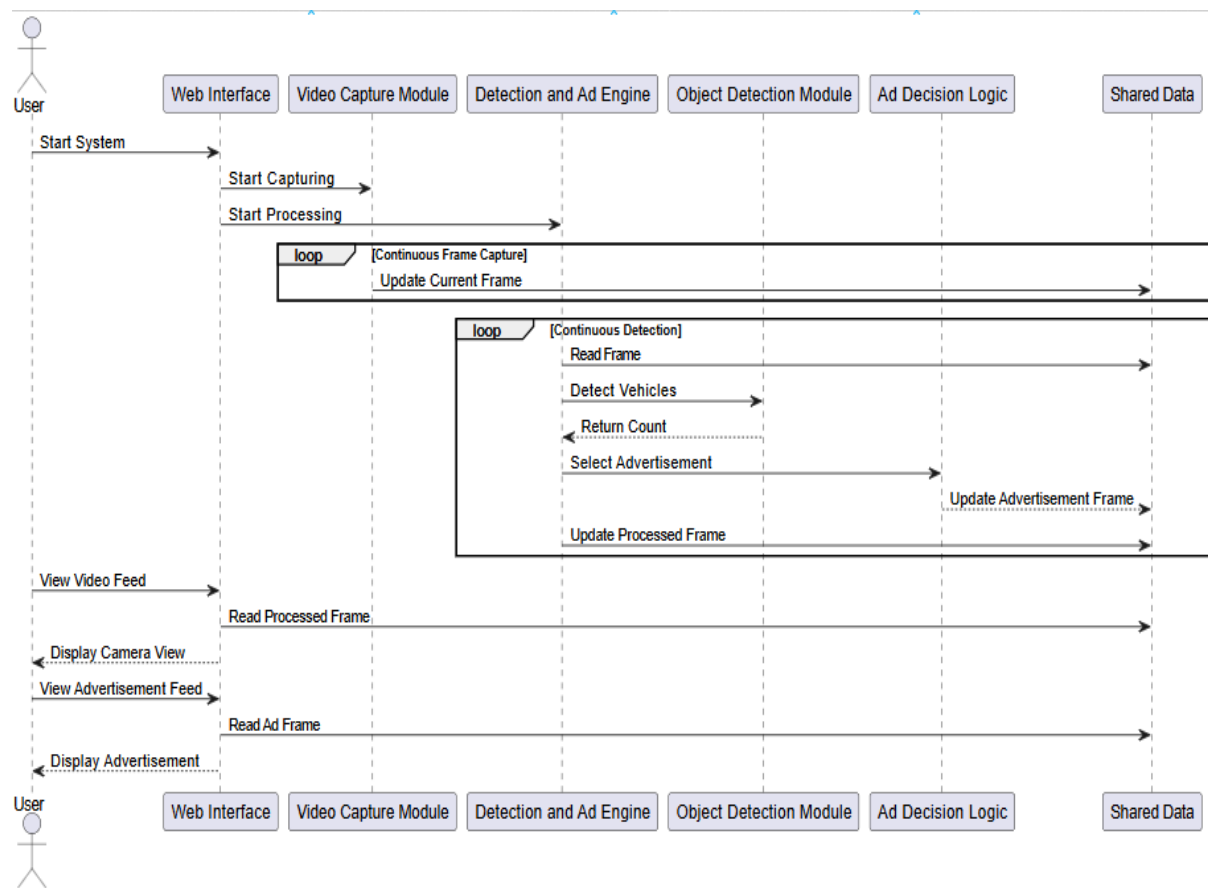 User
Web Interface
Video Capture Module
Detection and Ad Engine
Object Detection Module
Ad Decision Logic
Shared Data
Start System
Start Capturing
Start Processing
loop
[Continuous Frame Capture]
Update Current Frame
loop
[Continuous Detection]
Read Frame
Detect Vehicles
Return Count
Select Advertisement
Update Advertisement Frame
Update Processed Frame
View Video Feed
Read Processed Frame
Display Camera View
View Advertisement Feed
Read Ad Frame
Display Advertisement
User
Web Interface
Video Capture Module
Detection and Ad Engine
Object Detection Module
Ad Decision Logic
Shared Data